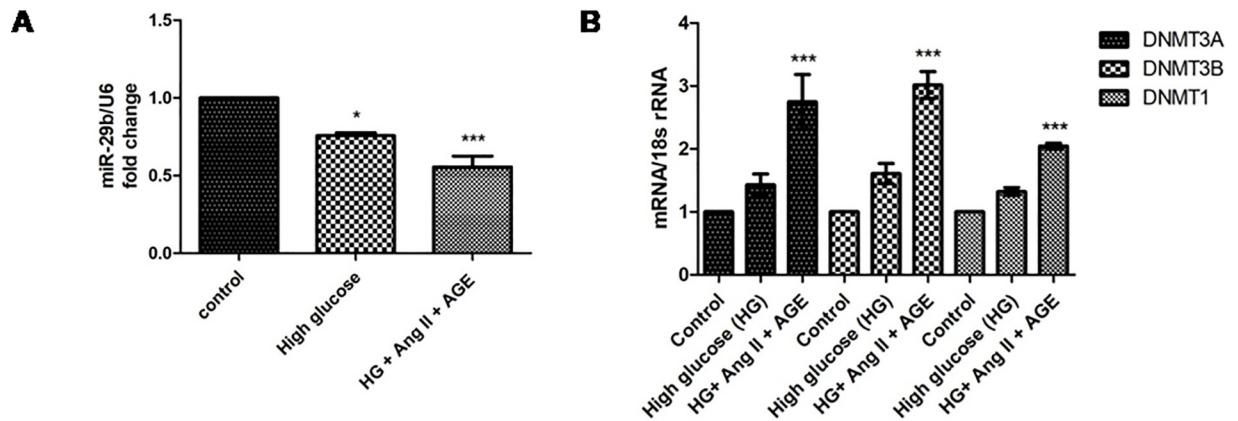 A
miR-29b/U6
fold change
1.5
1.0
0.5
0.0
*
***
control
High glucose
HG + Ang II + AGE
B
mRNA/18s rRNA
4
3
2
1
0
***
***
***
Control
High glucose (HG)
HG+ Ang II + AGE
Control
High glucose (HG)
HG+ Ang II + AGE
Control
High glucose (HG)
HG+ Ang II + AGE
DNMT3A
DNMT3B
DNMT1